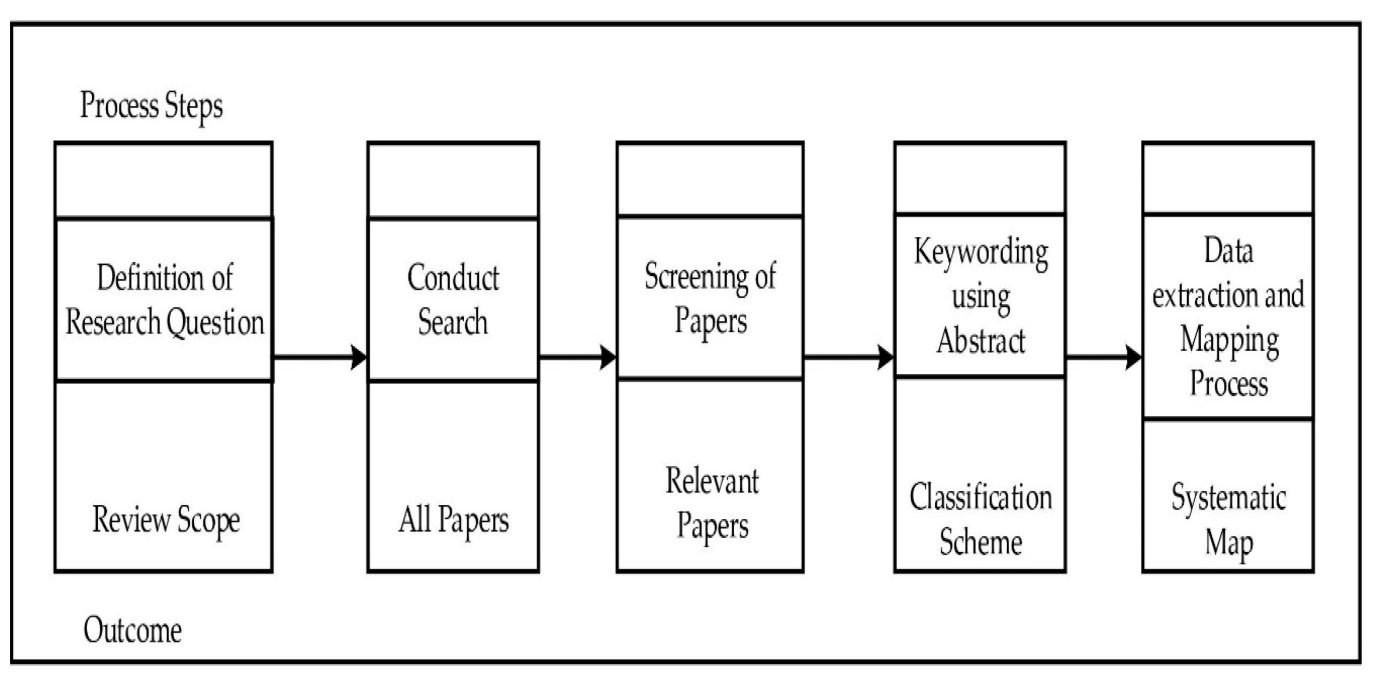 Process Steps
Definition of
Research Question
Conduct
Search
Screening of
Papers
Keywording
using
Abstract
Data
extraction and
Mapping
Process
Review Scope
All Papers
Relevant
Papers
Classification
Scheme
Systematic
Map
Outcome